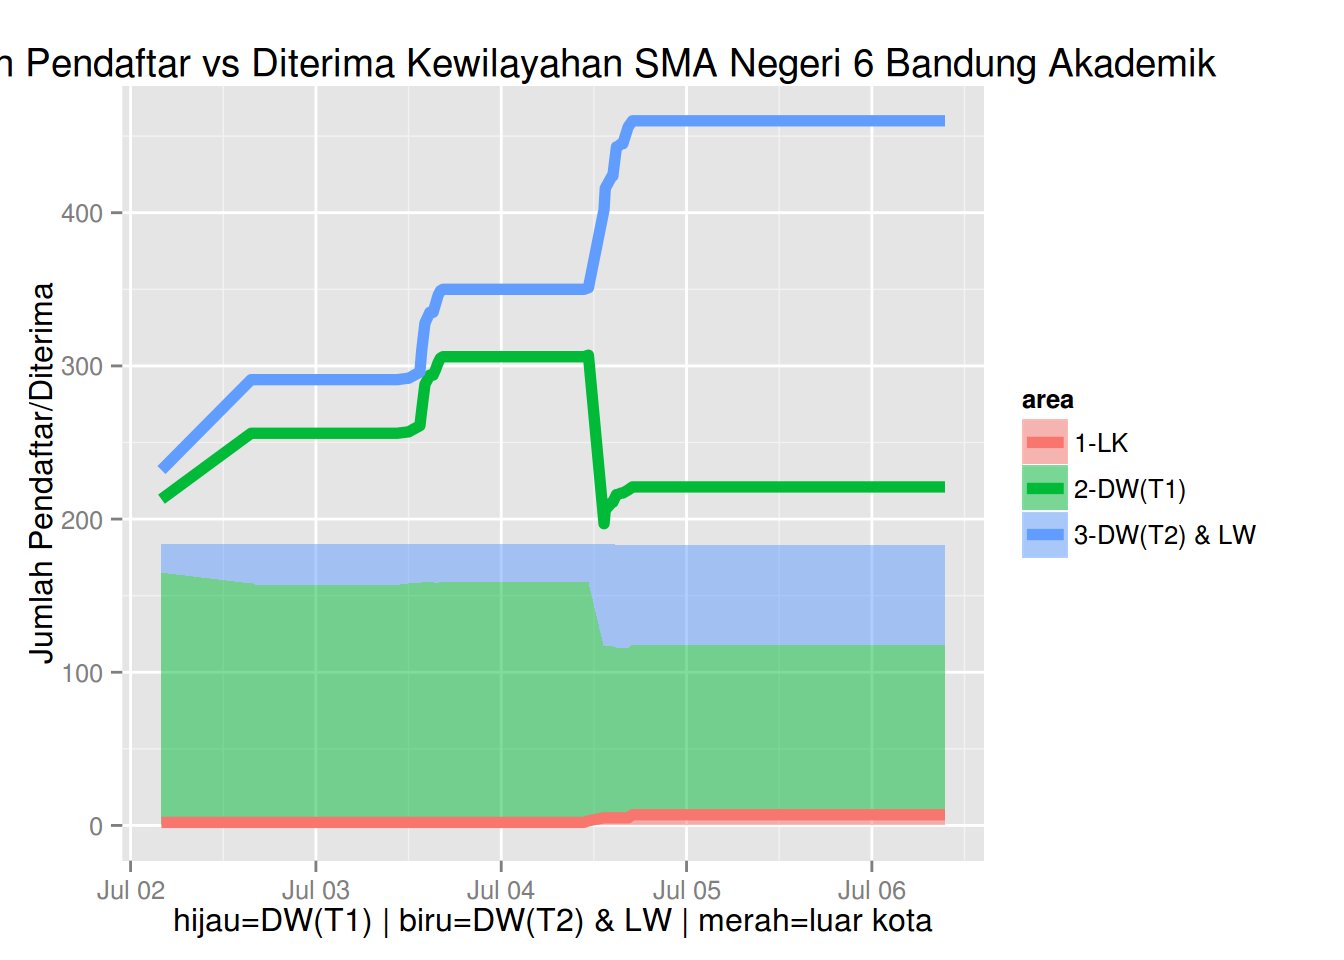 Pendaftar vs Diterima Kewilayahan SMA Negeri 6 Bandung Akademik
Jumlah Pendaftar/Diterima
400
300
200
100
0
Jul 02 Jul 03 Jul 04 Jul 05 Jul 06
hijau=DW(T1) | biru=DW(T2) & LW | merah=luar kota
area
1-LK
2-DW(T1)
3-DW(T2) & LW